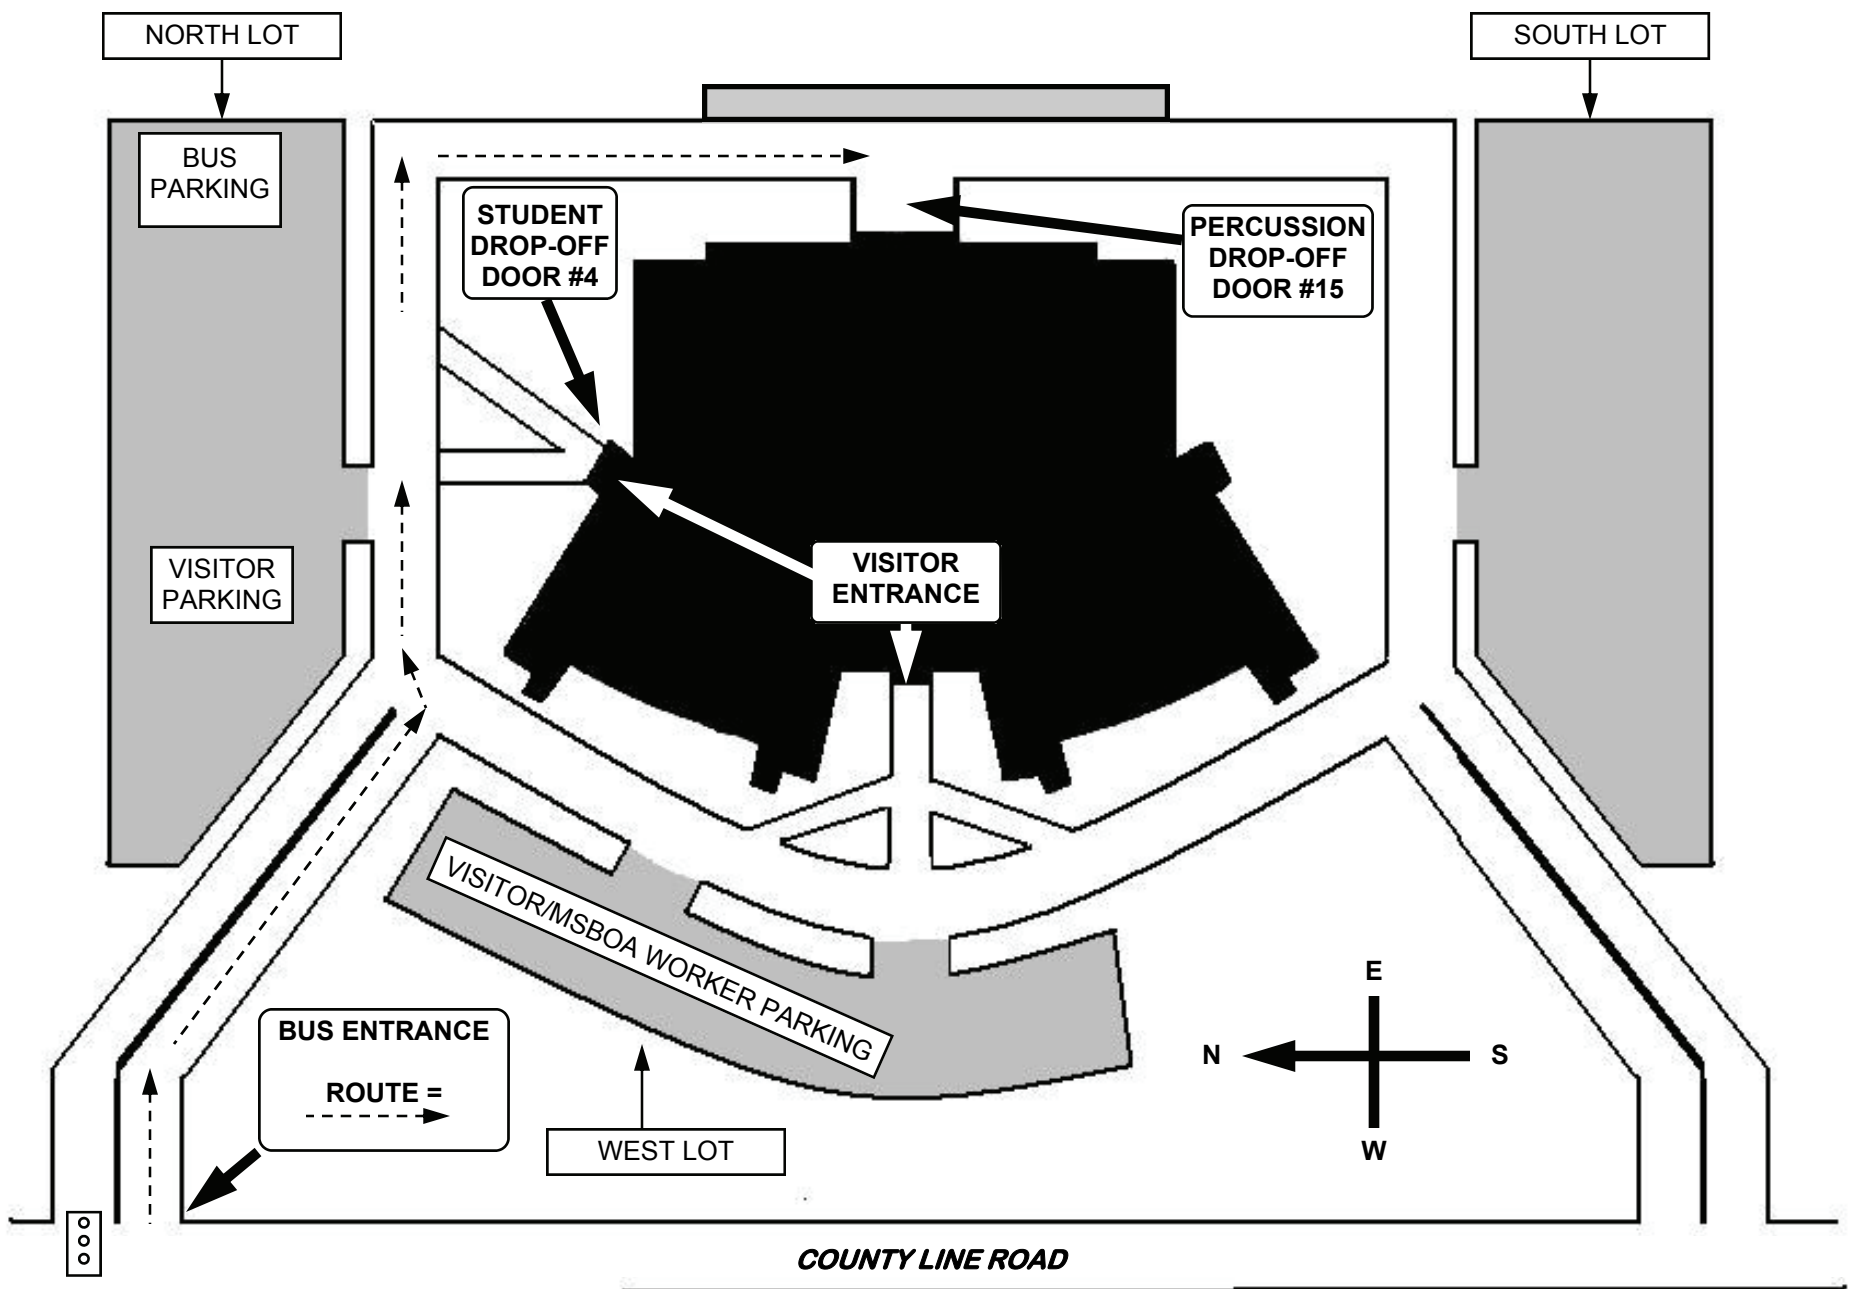 NORTH LOT
SOUTH LOT
BUS
PARKING
STUDENT
DROP-OFF
DOOR #4
PERCUSSION
DROP-OFF
DOOR #15
VISITOR
PARKING
VISITOR
ENTRANCE
VISITOR/MSBOA WORKER PARKING
BUS ENTRANCE
ROUTE =
WEST LOT
E
N
S
W
COUNTY LINE ROAD